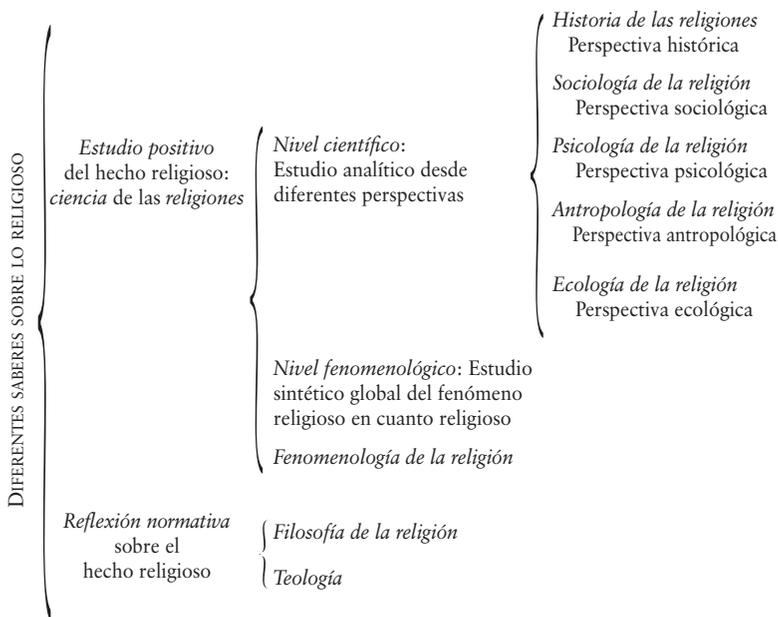 DIFERENTES SABERES SOBRE LO RELIGIOSO
Estudio positivo
del hecho religioso:
ciencia de las religiones
Nivel científico:
Estudio analítico desde
diferentes perspectivas
Historia de las religiones
Perspectiva histórica
Sociología de la religión
Perspectiva sociológica
Psicología de la religión
Perspectiva psicológica
Antropología de la religión
Perspectiva antropológica
Ecología de la religión
Perspectiva ecológica
Nivel fenomenológico: Estudio
sintético global del fenómeno
religioso en cuanto religioso
Fenomenología de la religión
Reflexión normativa
sobre el
hecho religioso
Filosofía de la religión
Teología